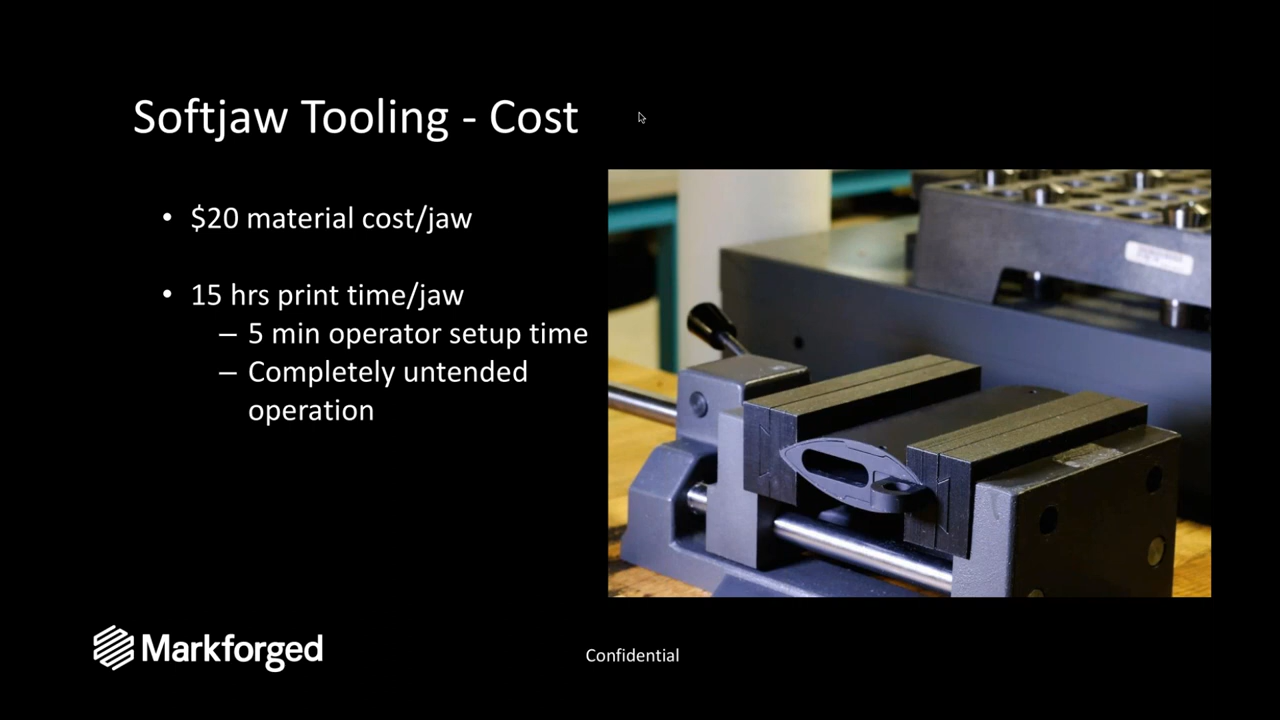 Softjaw Tooling - Cost
• $20 material cost/jaw
• 15 hrs print time/jaw
– 5 min operator setup time
– Completely untended
operation
Markforged
Confidential